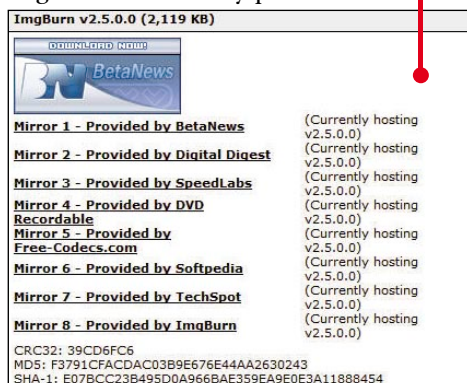 ImgBurn v2.5.0.0 (2,119 KB)
DOWNLOAD NOW!
BN BetaNews
Mirror 1 - Provided by BetaNews (Currently hosting v2.5.0.0)
Mirror 2 - Provided by Digital Digest (Currently hosting v2.5.0.0)
Mirror 3 - Provided by SpeedLabs (Currently hosting v2.5.0.0)
Mirror 4 - Provided by DVD Recordable (Currently hosting v2.5.0.0)
Mirror 5 - Provided by Free-Codecs.com (Currently hosting v2.5.0.0)
Mirror 6 - Provided by Softpedia (Currently hosting v2.5.0.0)
Mirror 7 - Provided by TechSpot (Currently hosting v2.5.0.0)
Mirror 8 - Provided by ImgBurn (Currently hosting v2.5.0.0)
CRC32: 39CD6FC6
MD5: F3791CFACDAC03B9E676E44AA2630243
SHA-1: E07BCC23B495D0A966BAE359EA9E0E3A11888454